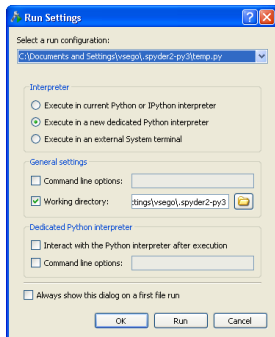 Run Settings
Select a run configuration:
C:\Documents and Settings\vsego\.spyder2-py3\temp.py
Interpreter
Execute in current Python or IPython interpreter
Execute in a new dedicated Python interpreter
Execute in an external System terminal
General settings
Command line options:
Working directory: :tings\vsego\.spyder2-py3
Dedicated Python interpreter
Interact with the Python interpreter after execution
Command line options:
Always show this dialog on a first file run
OK Run Cancel